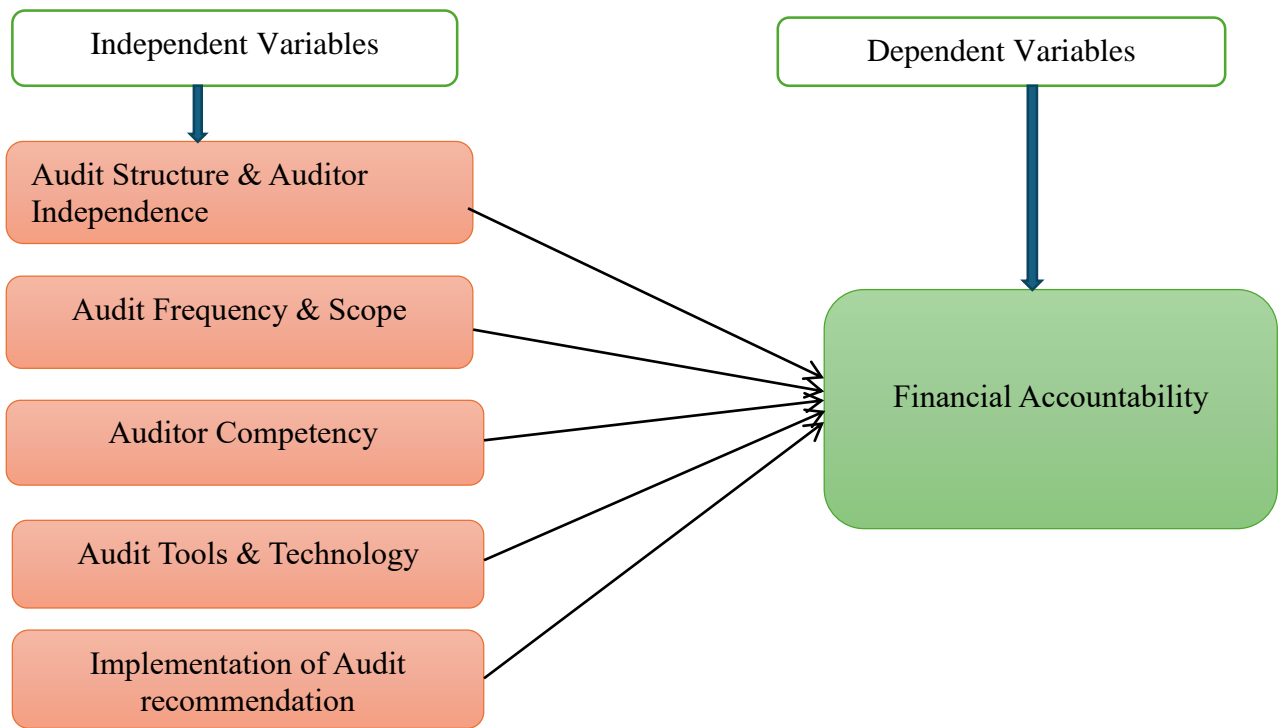 Independent Variables
Dependent Variables
Audit Structure & Auditor
Independence
Audit Frequency & Scope
Auditor Competency
Audit Tools & Technology
Implementation of Audit
recommendation
Financial Accountability